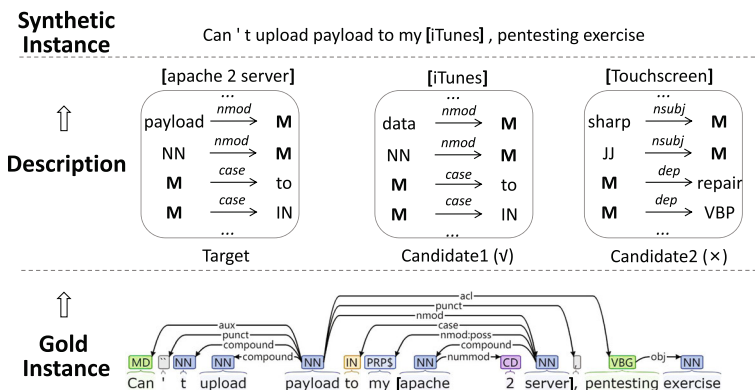 Synthetic Instance
Can ' t upload payload to my [iTunes] , pentesting exercise
Description
[apache 2 server]
...
payload nmod M
NN nmod M
M case to
M case IN
...
Target
[iTunes]
...
data nmod M
NN nmod M
M case to
M case IN
...
Candidate1 (√)
[Touchscreen]
...
sharp nsubj M
JJ nsubj M
M dep repair
M dep VBP
...
Candidate2 (×)
Gold Instance
acl
punct
nmod
aux case
punct nmod:poss
compound compound
compound nummod obj
MD `` NN NN NN IN PRP$ NN CD NN , VBG NN
Can ' t upload payload to my [apache 2 server], pentesting exercise